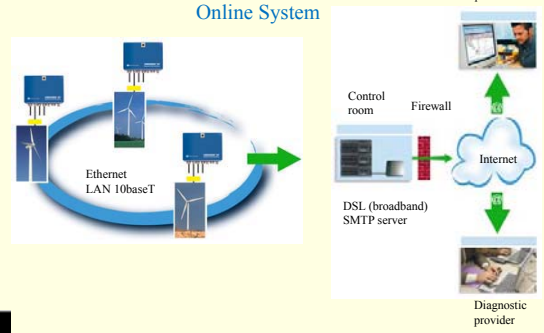 Online System
Ethernet
LAN 10baseT
Control
room
Firewall
Internet
DSL (broadband)
SMTP server
Diagnostic
provider